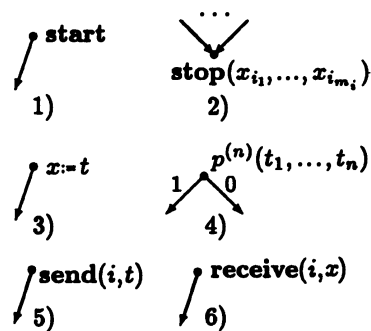 start
1)
...
stop(x_{i_1},...,x_{i_{m_i}})
2)
x:=t
3)
p^{(n)}(t_1,...,t_n)
1 0
4)
send(i,t)
5)
receive(i,x)
6)